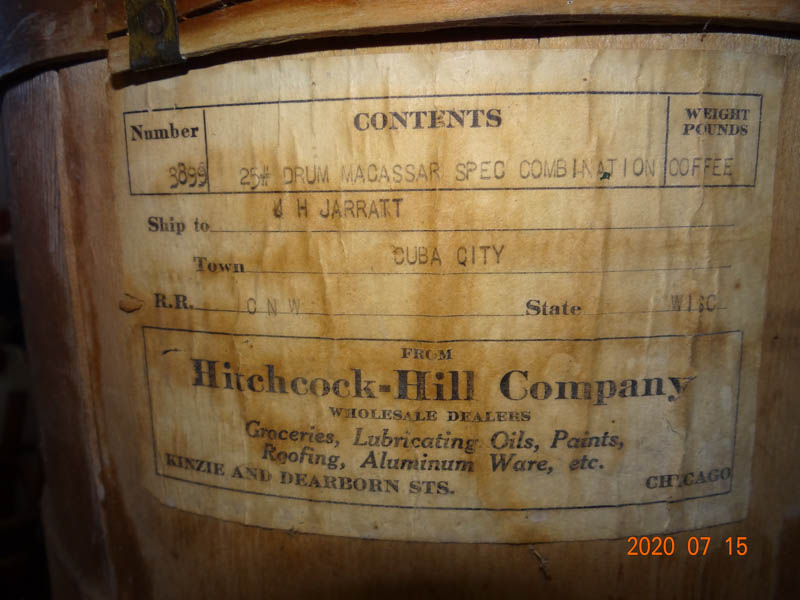 CONTENTS
WEIGHT
POUNDS
Number
3899 25# DRUM MACASSAR SPEC COMBINATION COFFEE
Ship to H JARRATT
Town CUBA CITY
R.R. C N W State WISC
FROM
Hitchcock-Hill Company
WHOLESALE DEALERS
Groceries, Lubricating Oils, Paints,
Roofing, Aluminum Ware, etc.
KINZIE AND DEARBORN STS. CHICAGO
2020 07 15